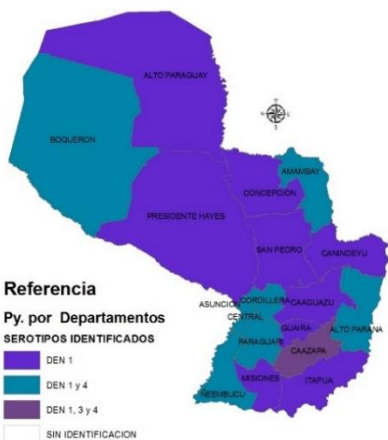 ALTO PARAGUAY
BOQUERON
AMAMBAY
CONCEPCION
PRESIDENTE HAYES
SAN PEDRO
CANINDEYU
ASUNCION
CORDILLERA
CAAGUAZU
CENTRAL
GUAIRA
ALTO PARANA
PARAGUARI
CAAZAPA
MISIONES
ITAPUA
ÑEEMBUCU
Referencia
Py. por Departamentos
SEROTIPOS IDENTIFICADOS
DEN 1
DEN 1 y 4
DEN 1, 3 y 4
SIN IDENTIFICACION